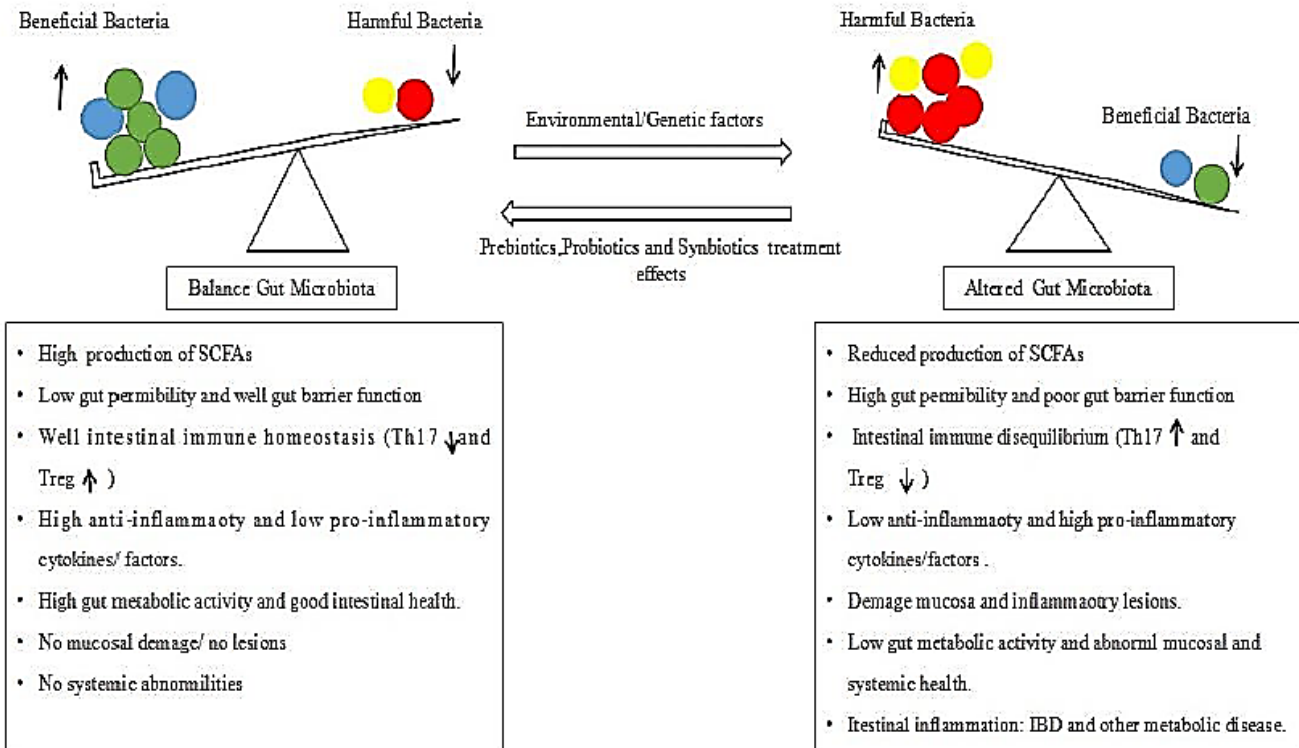 Beneficial Bacteria
Harmful Bacteria
Balance Gut Microbiota
• High production of SCFAs
• Low gut permibility and well gut barrier function
• Well intestinal immune homeostasis (Th17 ↓ and
Treg ↑ )
• High anti-inflammaoty and low pro-inflammatory
cytokines/ factors.
• High gut metabolic activity and good intestinal health.
• No mucosal demage/ no lesions
• No systemic abnormilities
Environmental/Genetic factors
Prebiotics,Probiotics and Synbiotics treatment
effects
Harmful Bacteria
Beneficial Bacteria
Altered Gut Microbiota
• Reduced production of SCFAs
• High gut permibility and poor gut barrier function
• Intestinal immune disequilibrium (Th17 ↑ and
Treg ↓ )
• Low anti-inflammaoty and high pro-inflammatory
cytokines/factors .
• Demage mucosa and inflammaotry lesions.
• Low gut metabolic activity and abnorml mucosal and
systemic health.
• Itestinal inflammation: IBD and other metabolic disease.